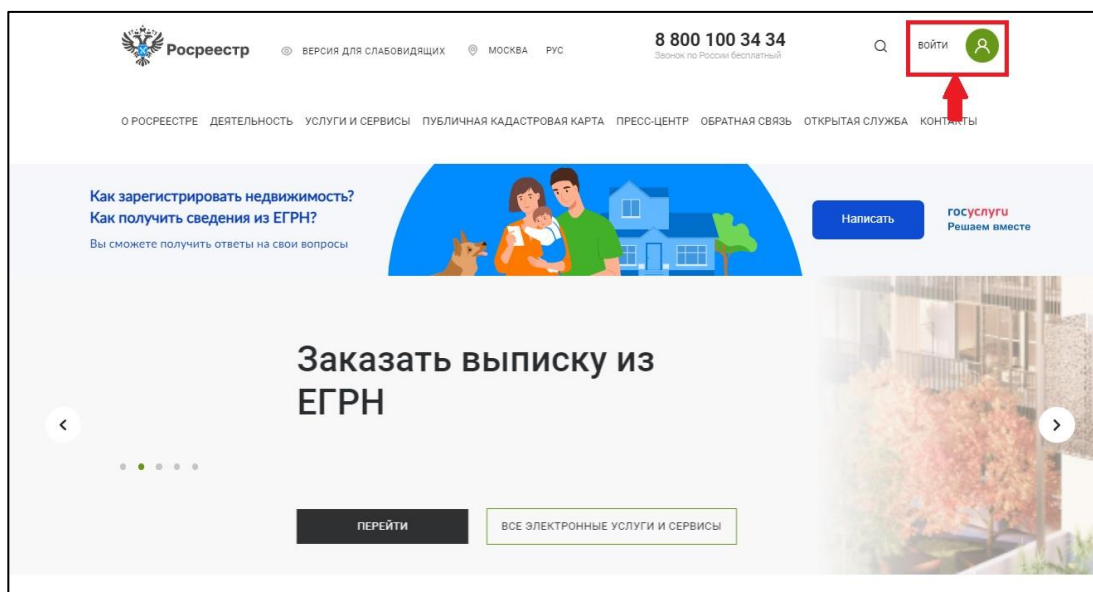 Росреестр
ВЕРСИЯ ДЛЯ СЛАБОВИДЯЩИХ
МОСКВА РУС
8 800 100 34 34
Звонок по России бесплатный
ВОЙТИ
О РОСРЕЕСТРЕ ДЕЯТЕЛЬНОСТЬ УСЛУГИ И СЕРВИСЫ ПУБЛИЧНАЯ КАДАСТРОВАЯ КАРТА ПРЕСС-ЦЕНТР ОБРАТНАЯ СВЯЗЬ ОТКРЫТАЯ СЛУЖБА КОНТАКТЫ
Как зарегистрировать недвижимость?
Как получить сведения из ЕГРН?
Вы сможете получить ответы на свои вопросы
Написать
госуслуги
Решаем вместе
Заказать выписку из
ЕГРН
ПЕРЕЙТИ
ВСЕ ЭЛЕКТРОННЫЕ УСЛУГИ И СЕРВИСЫ